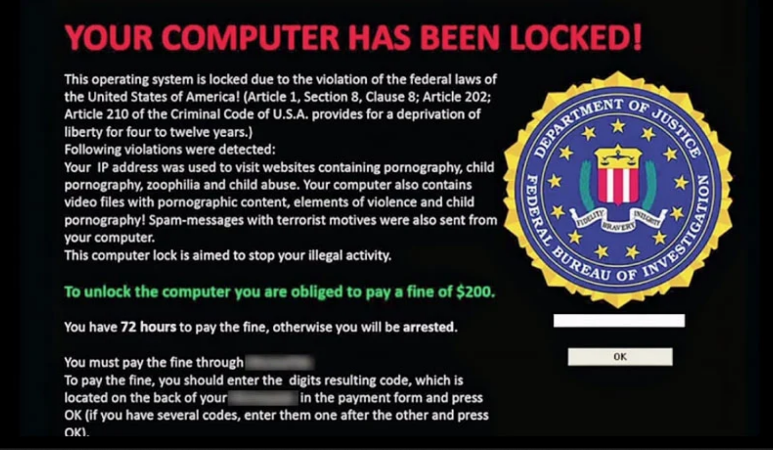 YOUR COMPUTER HAS BEEN LOCKED!
This operating system is locked due to the violation of the federal laws of
the United States of America! (Article 1, Section 8, Clause 8; Article 202;
Article 210 of the Criminal Code of U.S.A. provides for a deprivation of
liberty for four to twelve years.)
Following violations were detected:
Your IP address was used to visit websites containing pornography, child
pornography, zoophilia and child abuse. Your computer also contains
video files with pornographic content, elements of violence and child
pornography! Spam-messages with terrorist motives were also sent from
your computer.
This computer lock is aimed to stop your illegal activity.
To unlock the computer you are obliged to pay a fine of $200.
You have 72 hours to pay the fine, otherwise you will be arrested.
You must pay the fine through
To pay the fine, you should enter the digits resulting code, which is
located on the back of your in the payment form and press
OK (if you have several codes, enter them one after the other and press
OK).
DEPARTMENT OF JUSTICE
FEDERAL BUREAU OF INVESTIGATION
FIDELITY BRAVERY INTEGRITY
OK